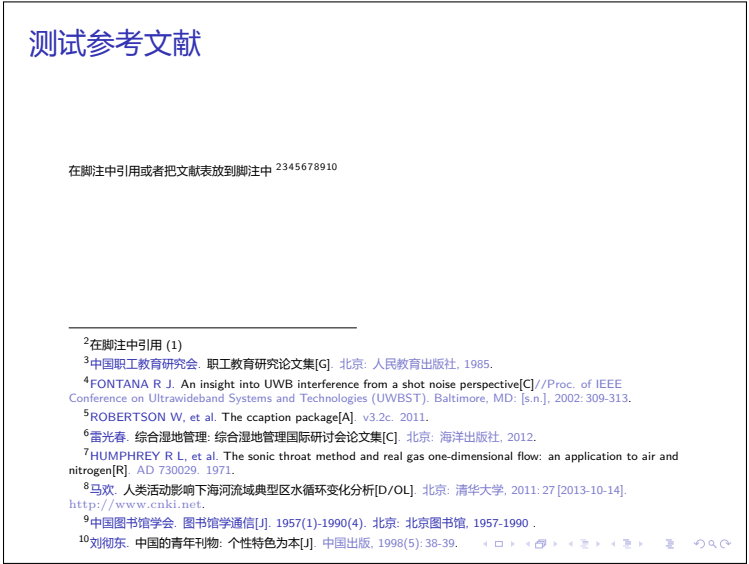 测试参考文献
在脚注中引用或者把文献表放到脚注中 2345678910
2在脚注中引用 (1)
3中国职工教育研究会. 职工教育研究论文集[G]. 北京: 人民教育出版社, 1985.
4FONTANA R J. An insight into UWB interference from a shot noise perspective[C]//Proc. of IEEE
Conference on Ultrawideband Systems and Technologies (UWBST). Baltimore, MD: [s.n.], 2002: 309-313.
5ROBERTSON W, et al. The ccaption package[A]. v3.2c. 2011.
6雷光春. 综合湿地管理: 综合湿地管理国际研讨会论文集[C]. 北京: 海洋出版社, 2012.
7HUMPHREY R L, et al. The sonic throat method and real gas one-dimensional flow: an application to air and
nitrogen[R]. AD 730029. 1971.
8马欢. 人类活动影响下海河流域典型区水循环变化分析[D/OL]. 北京: 清华大学, 2011: 27 [2013-10-14].
http://www.cnki.net.
9中国图书馆学会. 图书馆学通信[J]. 1957(1)-1990(4). 北京: 北京图书馆, 1957-1990 .
10刘彻东. 中国的青年刊物: 个性特色为本[J]. 中国出版, 1998(5): 38-39.